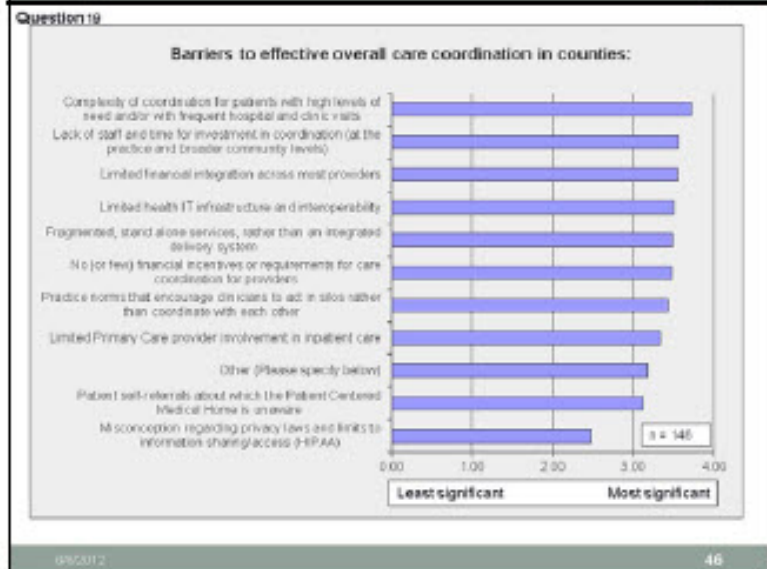 Question 19
Barriers to effective overall care coordination in counties:
Complexity of coordination for patients with high levels of
need and/or with frequent hospital and clinic visits
Lack of staff and time for investment in coordination (at the
practice and broader community levels)
Limited financial integration across most providers
Limited health IT infrastructure and interoperability
Fragmented, stand alone services, rather than an integrated
delivery system
No (or few) financial incentives or requirements for care
coordination for providers
Practice norms that encourage clinicians to act in silos rather
than coordinate with each other
Limited Primary Care provider involvement in inpatient care
Other (Please specify below)
Patient self-referrals about which the Patient Centered
Medical Home is unaware
Misconception regarding privacy laws and limits to
information sharing/access (HIPAA)
n = 146
0.00 1.00 2.00 3.00 4.00
Least significant Most significant
6/8/2012 46